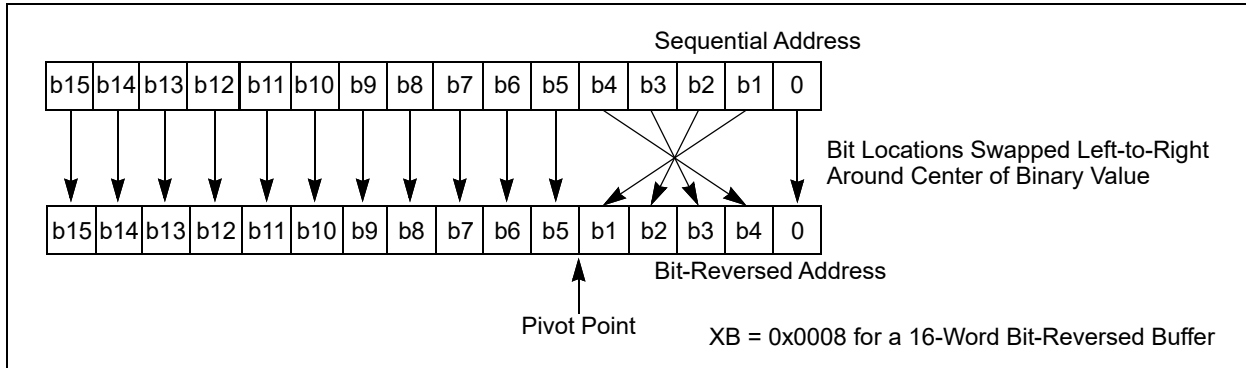 Sequential Address
b15 b14 b13 b12 b11 b10 b9 b8 b7 b6 b5 b4 b3 b2 b1 0
Bit Locations Swapped Left-to-Right
Around Center of Binary Value
b15 b14 b13 b12 b11 b10 b9 b8 b7 b6 b5 b1 b2 b3 b4 0
Bit-Reversed Address
Pivot Point
XB = 0x0008 for a 16-Word Bit-Reversed Buffer